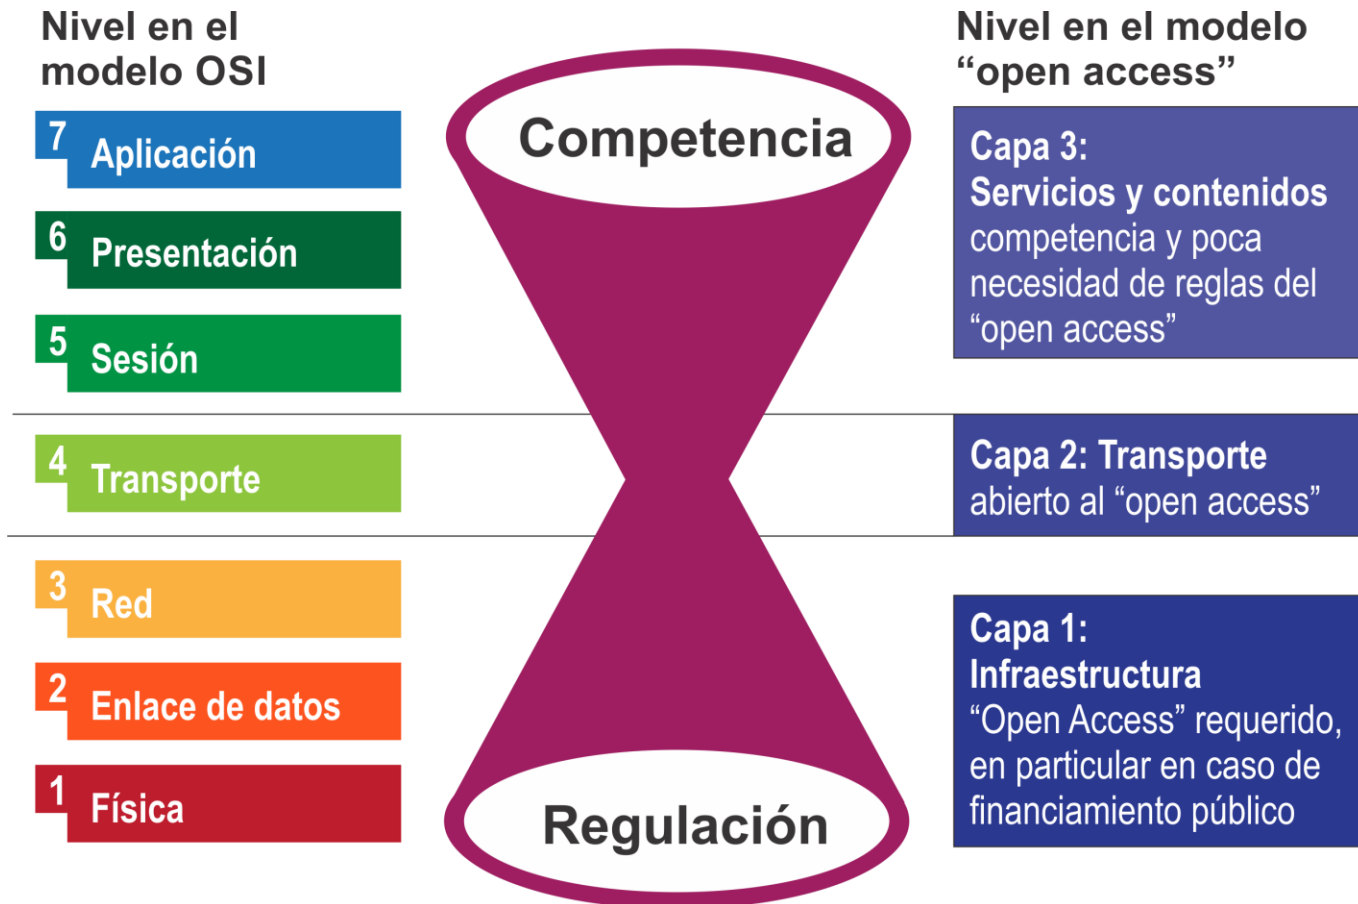 Nivel en el
modelo OSI
7
Aplicación
6
Presentación
5
Sesión
4
Transporte
3
Red
2
Enlace de datos
1
Física
Competencia
Regulación
Nivel en el modelo
“open access”
Capa 3:
Servicios y contenidos
competencia y poca
necesidad de reglas del
“open access”
Capa 2: Transporte
abierto al “open access”
Capa 1:
Infraestructura
“Open Access” requerido,
en particular en caso de
financiamiento público